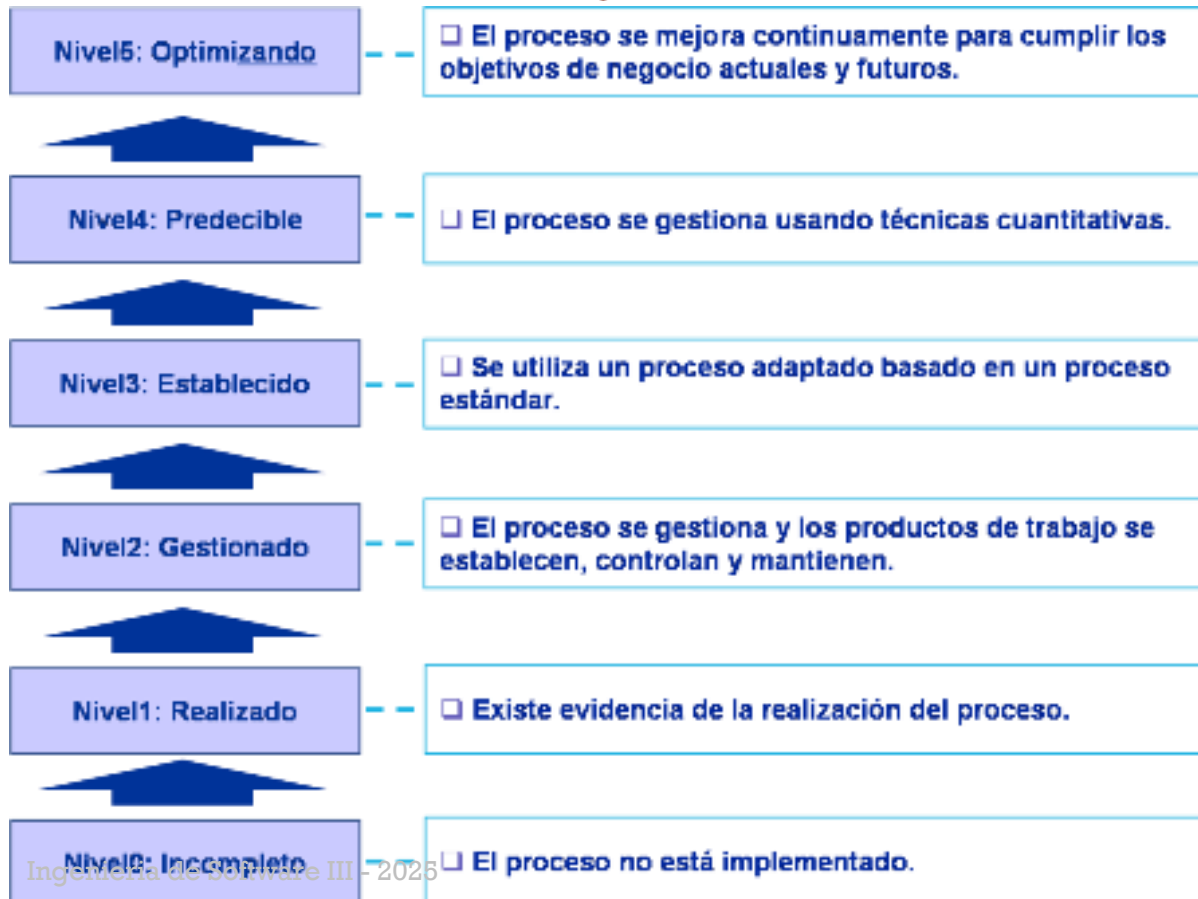 Nivel5: Optimizando
❑ El proceso se mejora continuamente para cumplir los
objetivos de negocio actuales y futuros.
Nivel4: Predecible
❑ El proceso se gestiona usando técnicas cuantitativas.
Nivel3: Establecido
❑ Se utiliza un proceso adaptado basado en un proceso
estándar.
Nivel2: Gestionado
❑ El proceso se gestiona y los productos de trabajo se
establecen, controlan y mantienen.
Nivel1: Realizado
❑ Existe evidencia de la realización del proceso.
Nivel0: Incompleto
❑ El proceso no está implementado.
Ingeniería de Software III - 2025